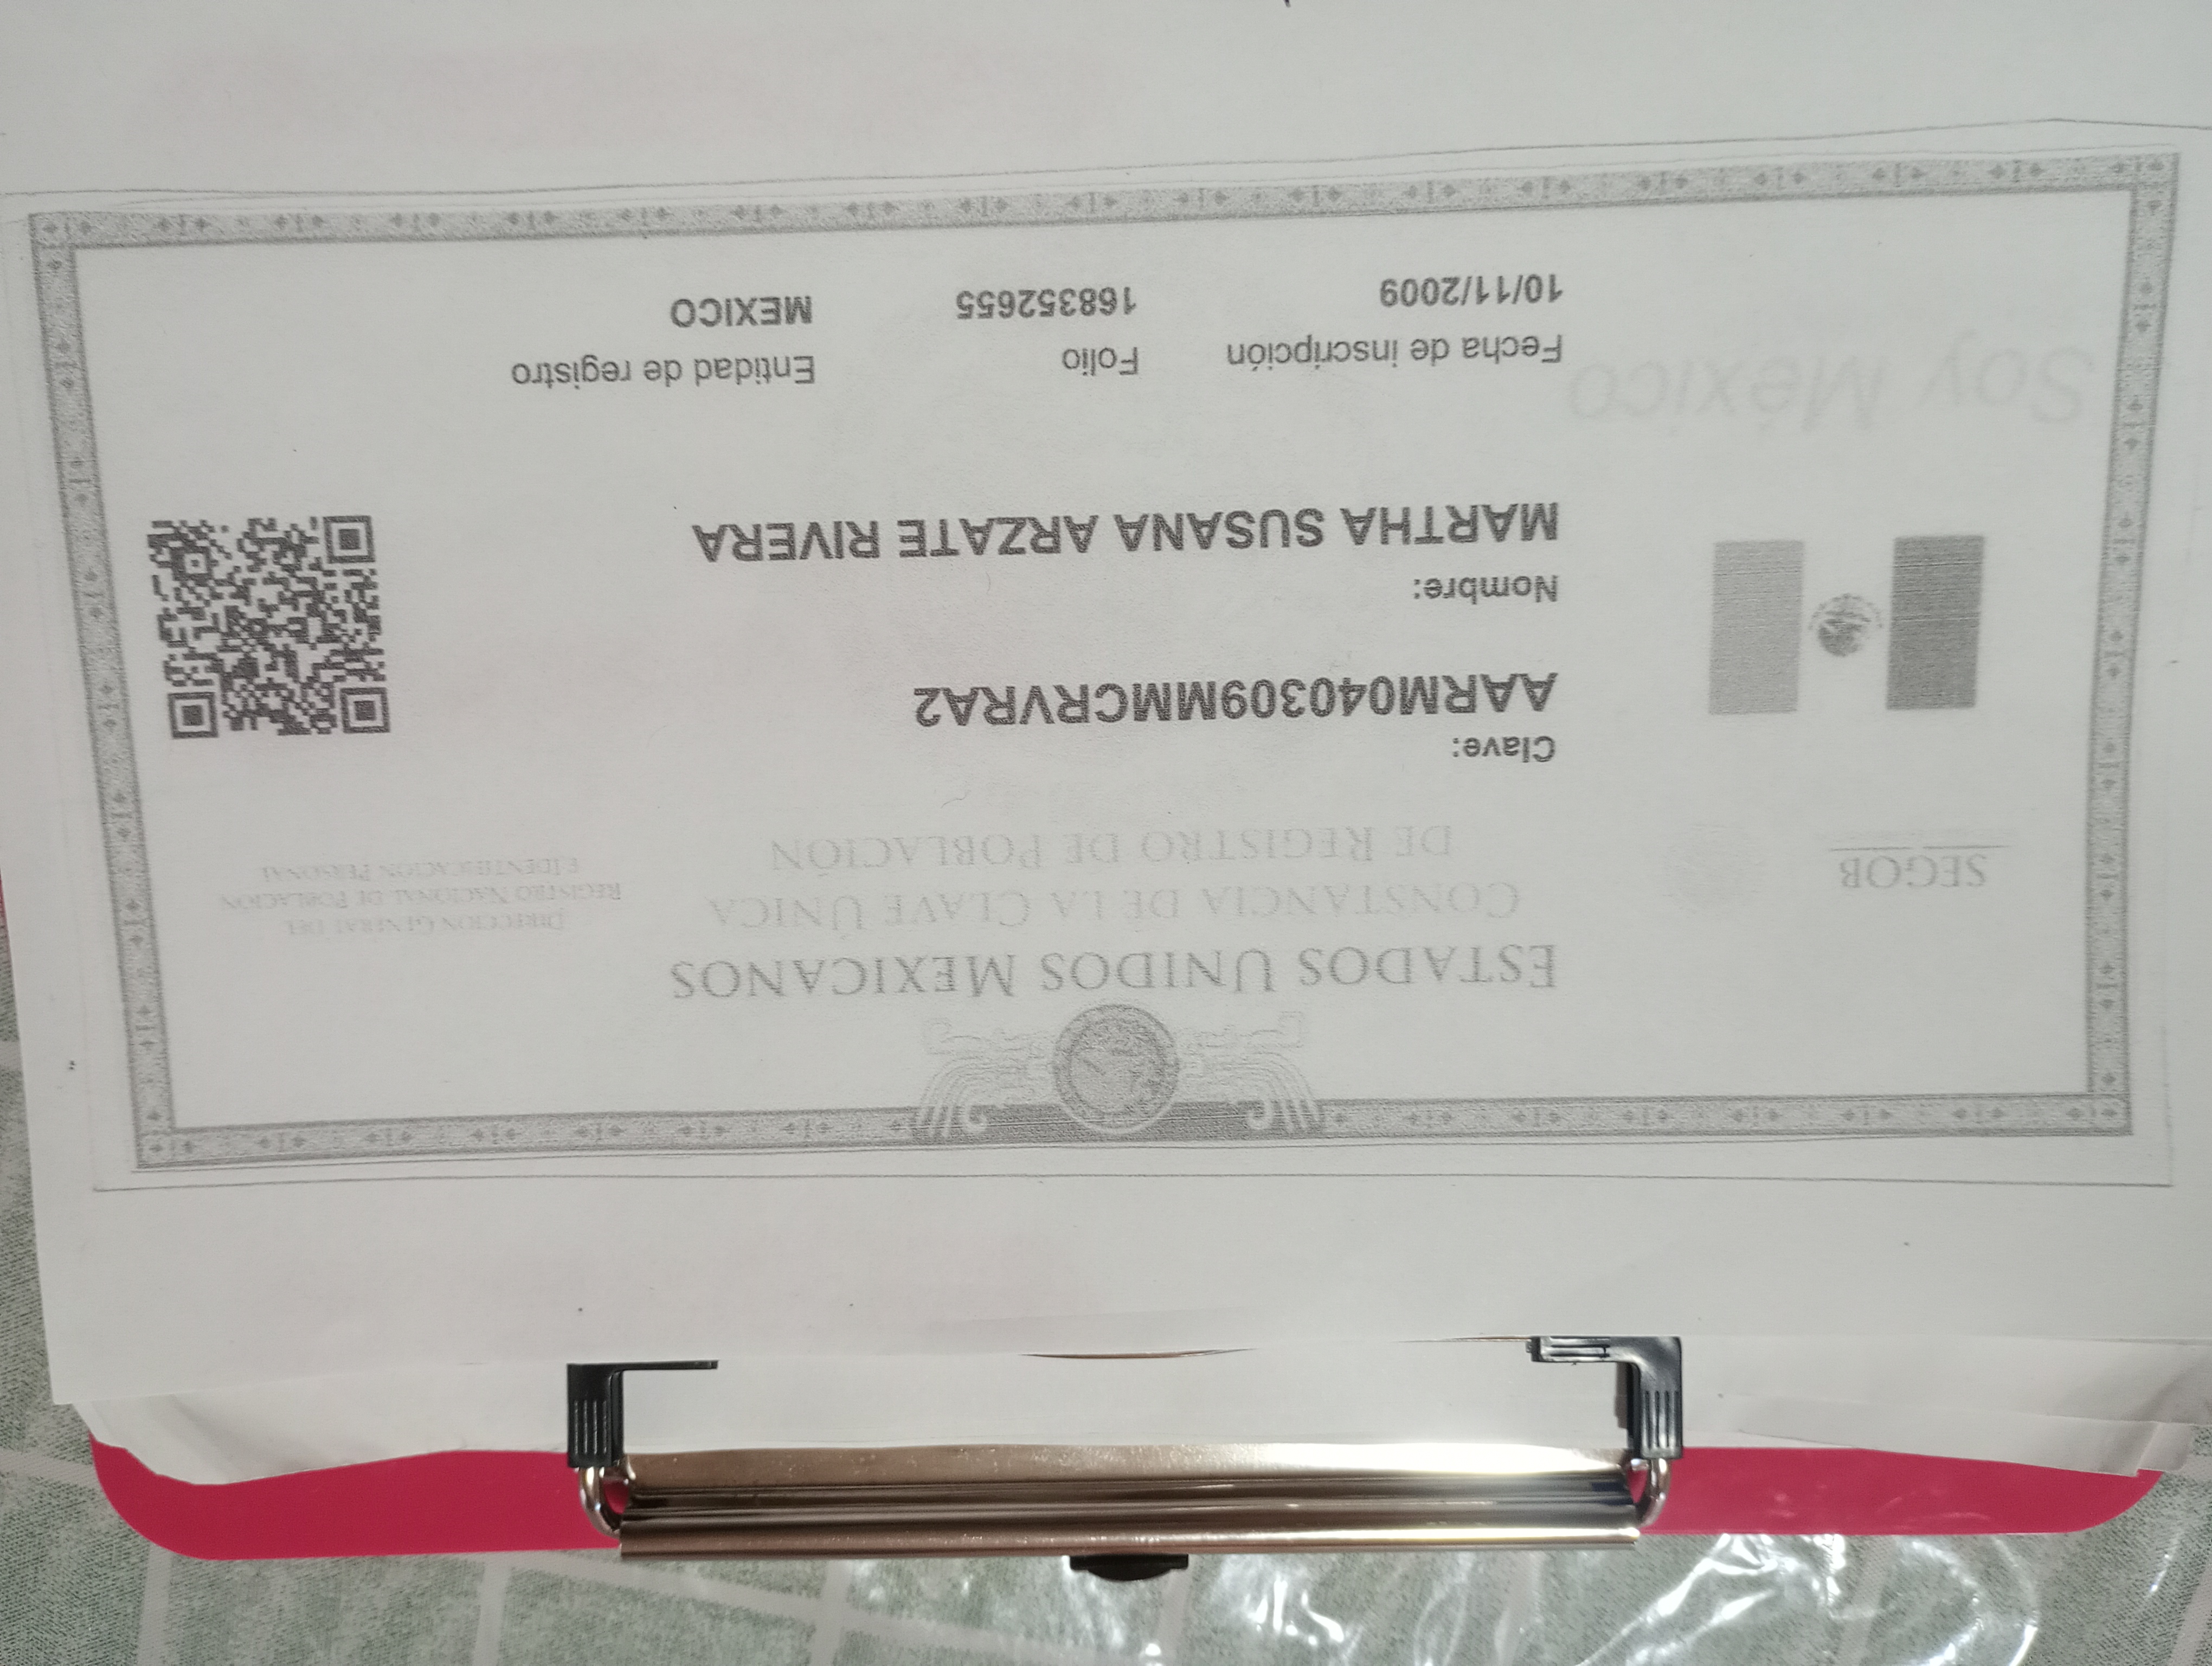 ESTADOS UNIDOS MEXICANOS
CONSTANCIA DE LA CLAVE ÚNICA
DE REGISTRO DE POBLACIÓN
SEGOB
DIRECCIÓN GENERAL DEL
REGISTRO NACIONAL DE POBLACIÓN
E IDENTIFICACIÓN PERSONAL
Clave:
AARM040309MMCRVRA2
Nombre:
MARTHA SUSANA ARZATE RIVERA
Soy México
Fecha de inscripción Folio Entidad de registro
10/11/2009 168352655 MEXICO